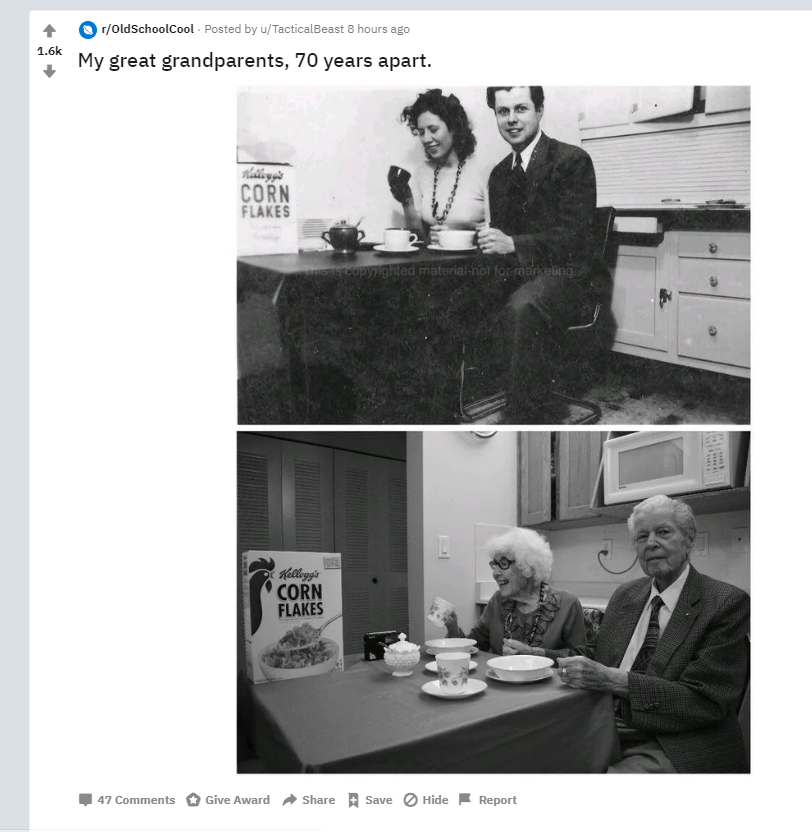 r/OldSchoolCool · Posted by u/TacticalBeast 8 hours ago
1.6k
My great grandparents, 70 years apart.
Kellogg's
CORN
FLAKES
This is copyrighted material-not for marketing
Kellogg's
CORN
FLAKES
47 Comments Give Award Share Save Hide Report